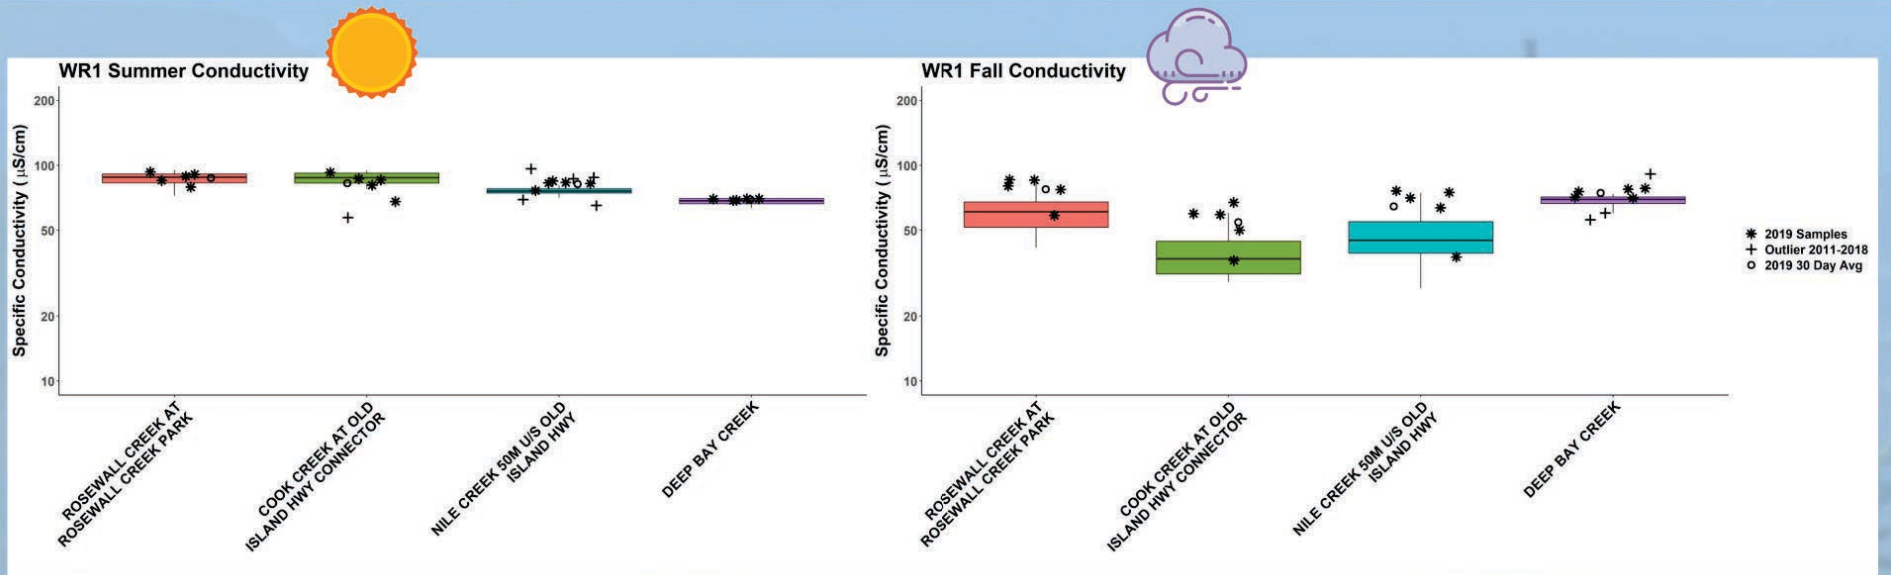 WR1 Summer Conductivity
Specific Conductivity ( µS/cm)
200
100
50
20
10
ROSEWALL CREEK AT
ROSEWALL CREEK PARK
COOK CREEK AT OLD
ISLAND HWY CONNECTOR
NILE CREEK 50M U/S OLD
ISLAND HWY
DEEP BAY CREEK
WR1 Fall Conductivity
Specific Conductivity ( µS/cm)
200
100
50
20
10
ROSEWALL CREEK AT
ROSEWALL CREEK PARK
COOK CREEK AT OLD
ISLAND HWY CONNECTOR
NILE CREEK 50M U/S OLD
ISLAND HWY
DEEP BAY CREEK
2019 Samples
Outlier 2011-2018
2019 30 Day Avg